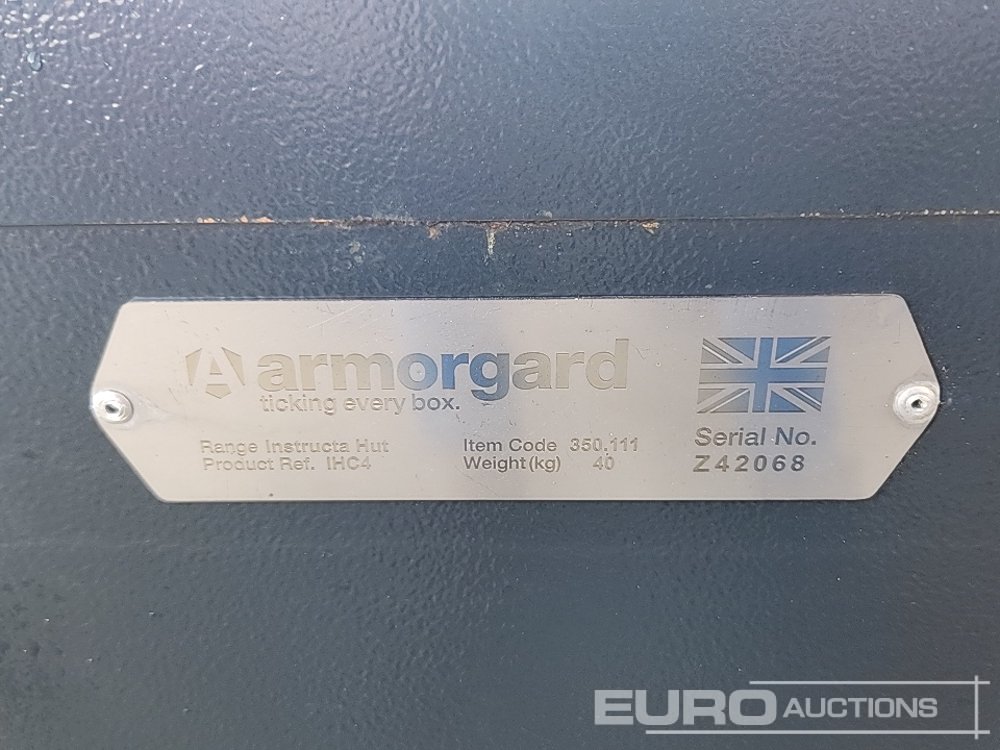 A armorgard
ticking every box.
Range Instructa Hut
Product Ref. IHC4
Item Code 350.111
Weight(kg) 40
Serial No.
Z42068
EURO AUCTIONS